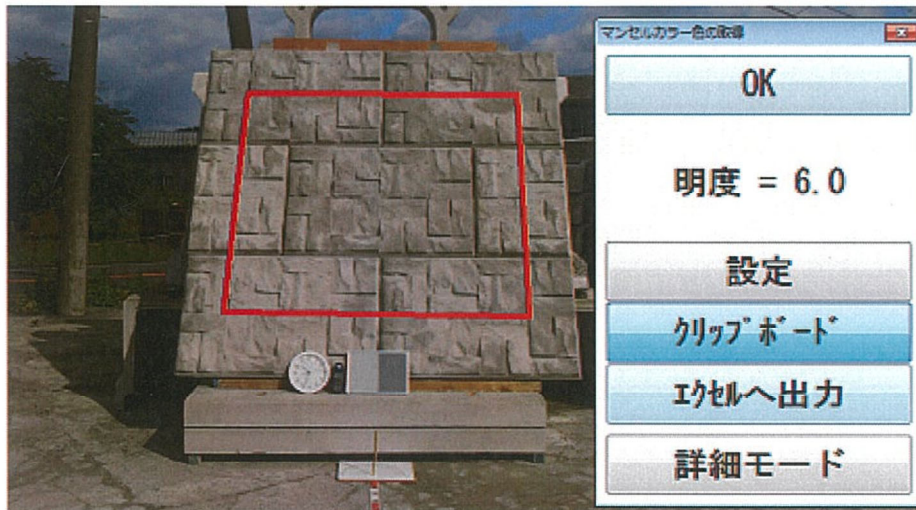 マンセルカラー色の取得
OK
明度 = 6.0
設定
クリップボード
エクセルへ出力
詳細モード